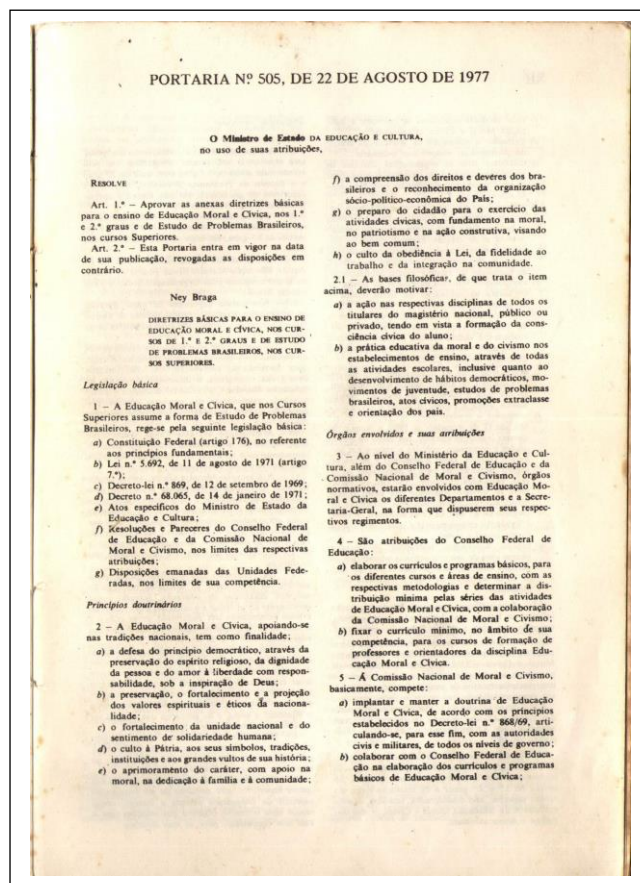 PORTARIA Nº 505, DE 22 DE AGOSTO DE 1977
O Ministro de Estado DA EDUCAÇÃO E CULTURA,
no uso de suas atribuições,
RESOLVE
Art. 1.º – Aprovar as anexas diretrizes básicas
para o ensino de Educação Moral e Cívica, nos 1.º
e 2.º graus e de Estudo de Problemas Brasileiros,
nos cursos Superiores.
Art. 2.º – Esta Portaria entra em vigor na data
de sua publicação, revogadas as disposições em
contrário.
Ney Braga
DIRETRIZES BÁSICAS PARA O ENSINO DE
EDUCAÇÃO MORAL E CÍVICA, NOS CUR-
SOS DE 1.º E 2.º GRAUS E DE ESTUDO
DE PROBLEMAS BRASILEIROS, NOS CUR-
SOS SUPERIORES.
Legislação básica
1 – A Educação Moral e Cívica, que nos Cursos
Superiores assume a forma de Estudo de Problemas
Brasileiros, rege-se pela seguinte legislação básica:
a) Constituição Federal (artigo 176), no referente
aos princípios fundamentais;
b) Lei n.º 5.692, de 11 de agosto de 1971 (artigo
7.º);
c) Decreto-lei n.º 869, de 12 de setembro de 1969;
d) Decreto n.º 68.065, de 14 de janeiro de 1971;
e) Atos específicos do Ministro de Estado da
Educação e Cultura;
f) Resoluções e Pareceres do Conselho Federal
de Educação e da Comissão Nacional de
Moral e Civismo, nos limites das respectivas
atribuições;
g) Disposições emanadas das Unidades Fede-
radas, nos limites de sua competência.
Princípios doutrinários
2 – A Educação Moral e Cívica, apoiando-se
nas tradições nacionais, tem como finalidade;
a) a defesa do princípio democrático, através da
preservação do espírito religioso, da dignidade
da pessoa e do amor à liberdade com respon-
sabilidade, sob a inspiração de Deus;
b) a preservação, o fortalecimento e a projeção
dos valores espirituais e éticos da naciona-
lidade;
c) o fortalecimento da unidade nacional e do
sentimento de solidariedade humana;
d) o culto à Pátria, aos seus símbolos, tradições,
instituições e aos grandes vultos de sua história;
e) o aprimoramento do caráter, com apoio na
moral, na dedicação à família e à comunidade;
f) a compreensão dos direitos e deveres dos bra-
sileiros e o reconhecimento da organização
sócio-político-econômica do País;
g) o preparo do cidadão para o exercício das
atividades cívicas, com fundamento na moral,
no patriotismo e na ação construtiva, visando
ao bem comum;
h) o culto da obediência à Lei, da fidelidade ao
trabalho e da integração na comunidade.
2.1 – As bases filosóficas, de que trata o item
acima, deverão motivar:
a) a ação nas respectivas disciplinas de todos os
titulares do magistério nacional, público ou
privado, tendo em vista a formação da cons-
ciência cívica do aluno;
b) a prática educativa da moral e do civismo nos
estabelecimentos de ensino, através de todas
as atividades escolares, inclusive quanto ao
desenvolvimento de hábitos democráticos, mo-
vimentos de juventude, estudos de problemas
brasileiros, atos cívicos, promoções extraclasse
e orientação dos pais.
Órgãos envolvidos e suas atribuições
3 – Ao nível do Ministério da Educação e Cul-
tura, além do Conselho Federal de Educação e da
Comissão Nacional de Moral e Civismo, órgãos
normativos, estarão envolvidos com Educação Mo-
ral e Cívica os diferentes Departamentos e a Secre-
taria-Geral, na forma que dispuserem seus respec-
tivos regimentos.
4 – São atribuições do Conselho Federal de
Educação:
a) elaborar os currículos e programas básicos, para
os diferentes cursos e áreas de ensino, com as
respectivas metodologias e determinar a dis-
tribuição mínima pelas séries das atividades
de Educação Moral e Cívica, com a colaboração
da Comissão Nacional de Moral e Civismo;
b) fixar o currículo mínimo, no âmbito de sua
competência, para os cursos de formação de
professores e orientadores da disciplina Edu-
cação Moral e Cívica.
5 – À Comissão Nacional de Moral e Civismo,
basicamente, compete:
a) implantar e manter a doutrina de Educação
Moral e Cívica, de acordo com os princípios
estabelecidos no Decreto-lei n.º 868/69, arti-
culando-se, para esse fim, com as autoridades
civis e militares, de todos os níveis de governo;
b) colaborar com o Conselho Federal de Educa-
ção na elaboração dos currículos e programas
básicos de Educação Moral e Cívica;